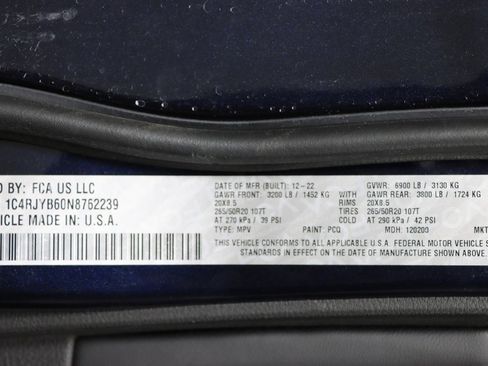 D BY: FCA US LLC
1C4RJYB60N8762239
HICLE MADE IN U.S.A.
DATE OF MFR (BUILT): 12-22 GVWR: 6900 LB / 3130 KG
GAWR FRONT: 3200 LB / 1452 KG GAWR REAR: 3800 LB / 1724 KG
20X8.5 RIMS 20X8.5
265/50R20 107T TIRES: 265/50R20 107T
AT 270 kPa / 39 PSI COLD AT 290 kPa / 42 PSI
TYPE: MPV PAINT: PCQ MDH: 120200 MKT
CONFORMS TO ALL APPLICABLE U.S.A. FEDERAL MOTOR VEHICLE S
STANDARDS IN EFFECT ON THE DATE OF MANUFACTURE SHOWN ABOVE.